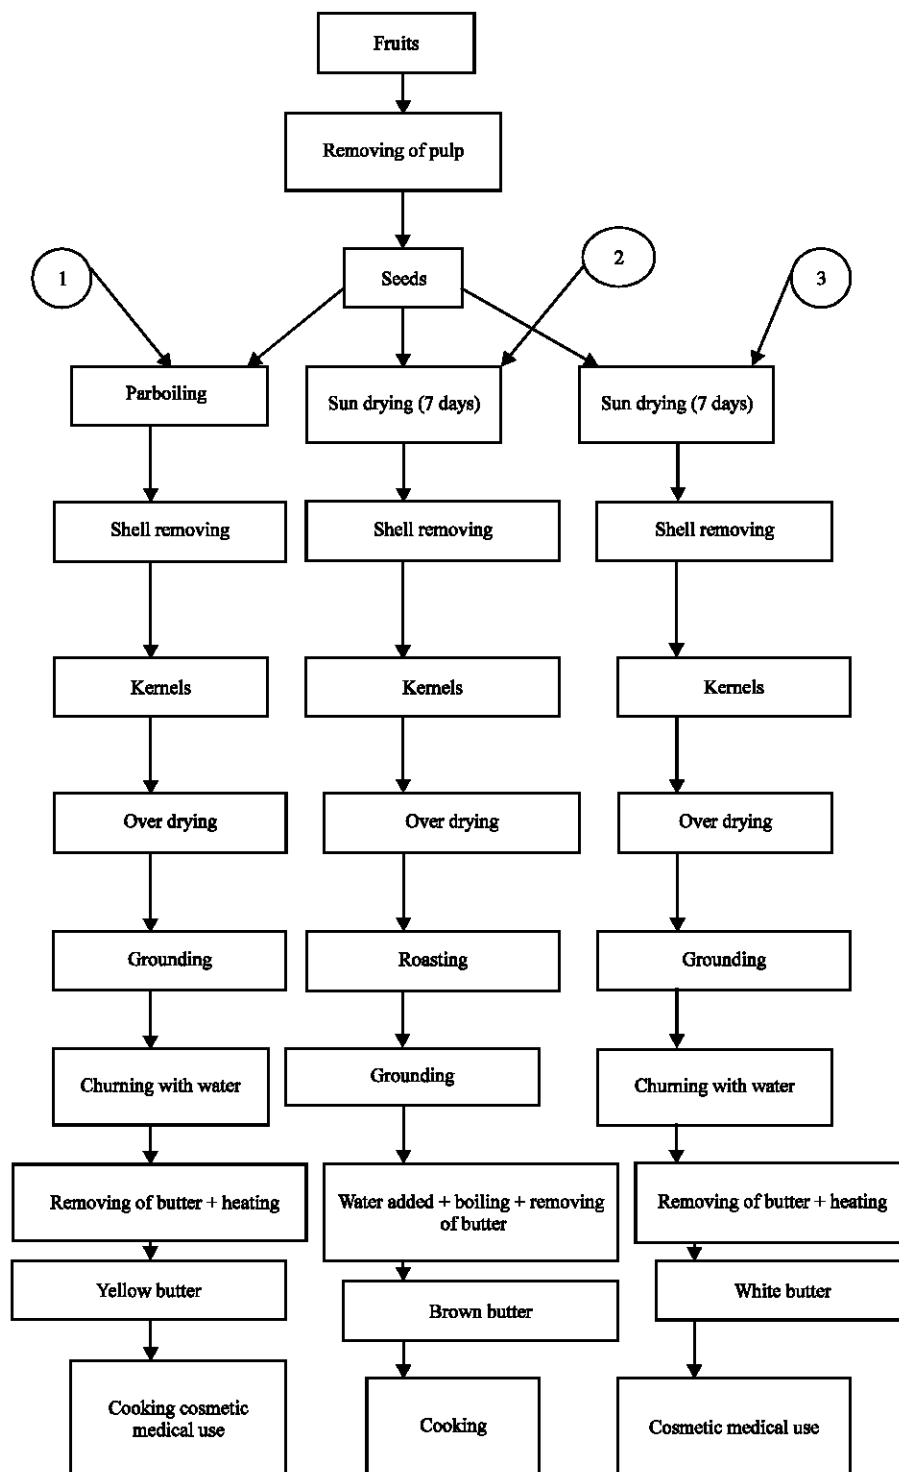 Fruits
Removing of pulp
1
Seeds
2
3
Parboiling
Sun drying (7 days)
Sun drying (7 days)
Shell removing
Shell removing
Shell removing
Kernels
Kernels
Kernels
Over drying
Over drying
Over drying
Grounding
Roasting
Grounding
Churning with water
Grounding
Churning with water
Removing of butter + heating
Water added + boiling + removing
of butter
Removing of butter + heating
Yellow butter
Brown butter
White butter
Cooking cosmetic
medical use
Cooking
Cosmetic medical use